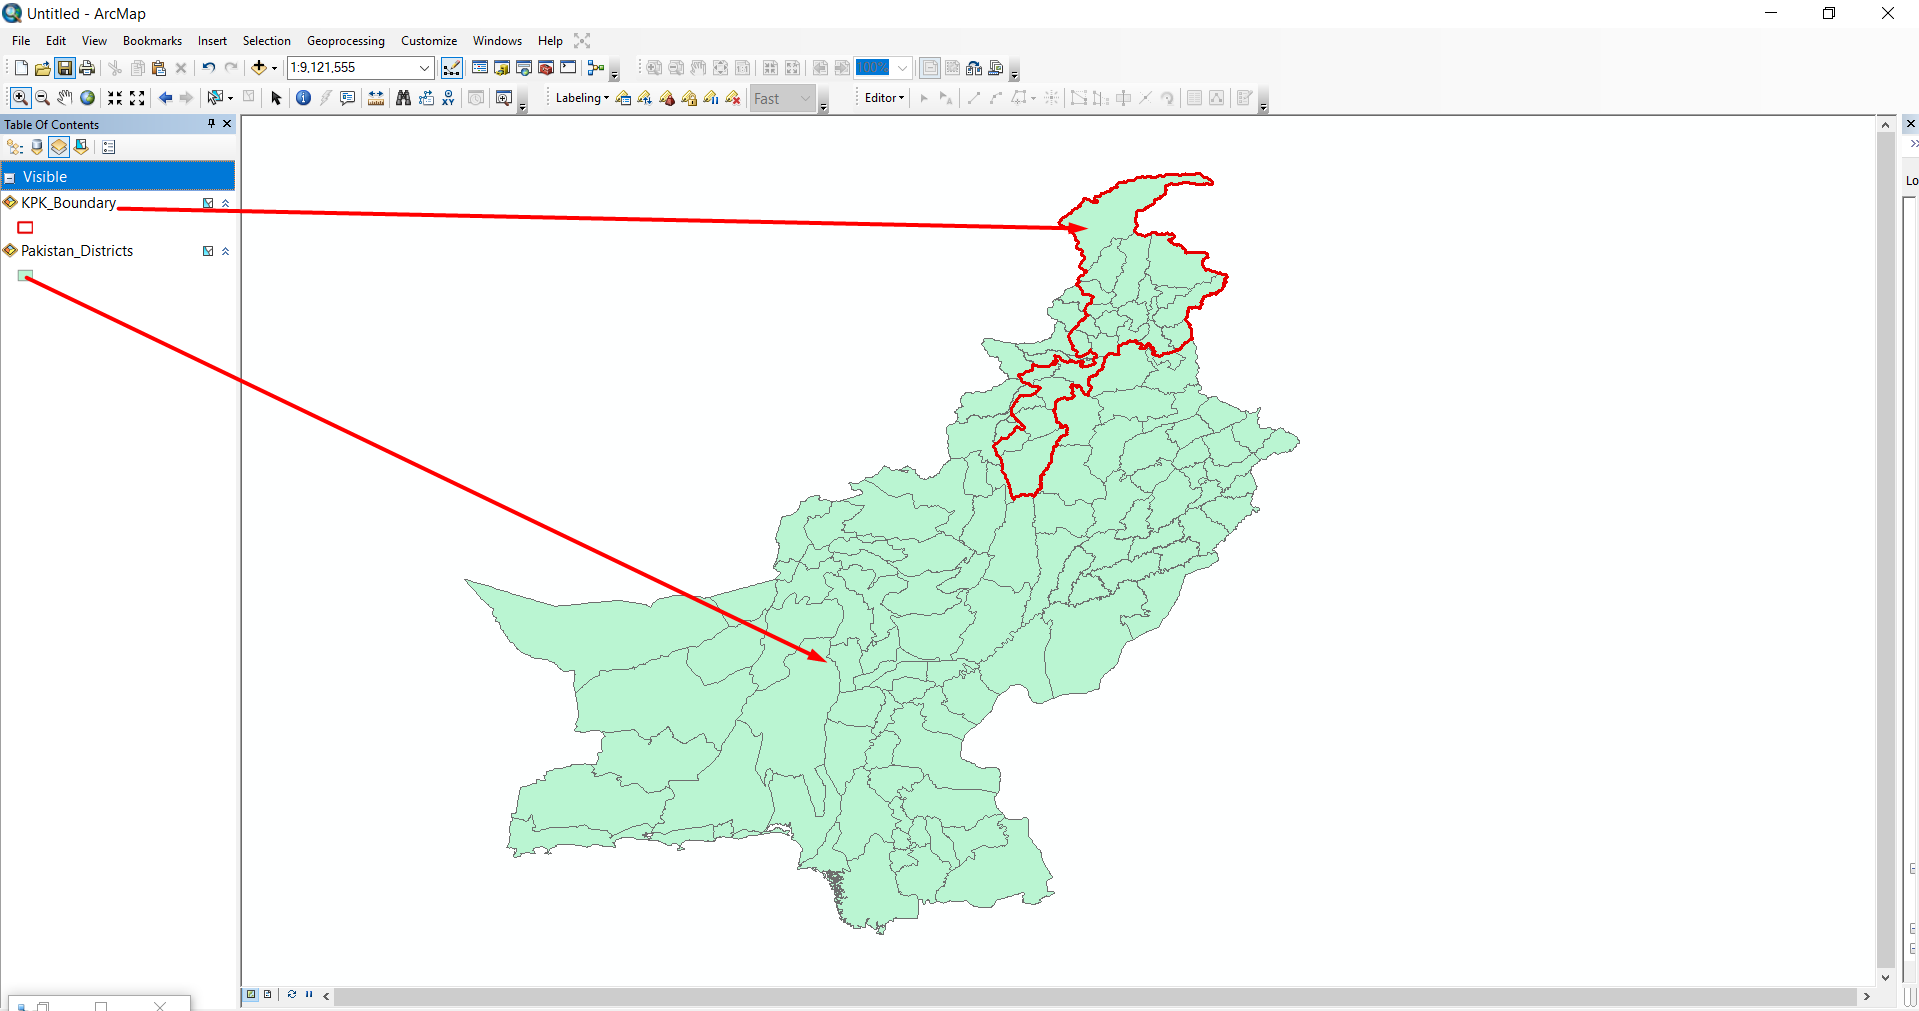 Untitled - ArcMap
File Edit View Bookmarks Insert Selection Geoprocessing Customize Windows Help
1:9,121,555 100%
Labeling Fast Editor
Table Of Contents
Visible
KPK_Boundary
Pakistan_Districts
Lo